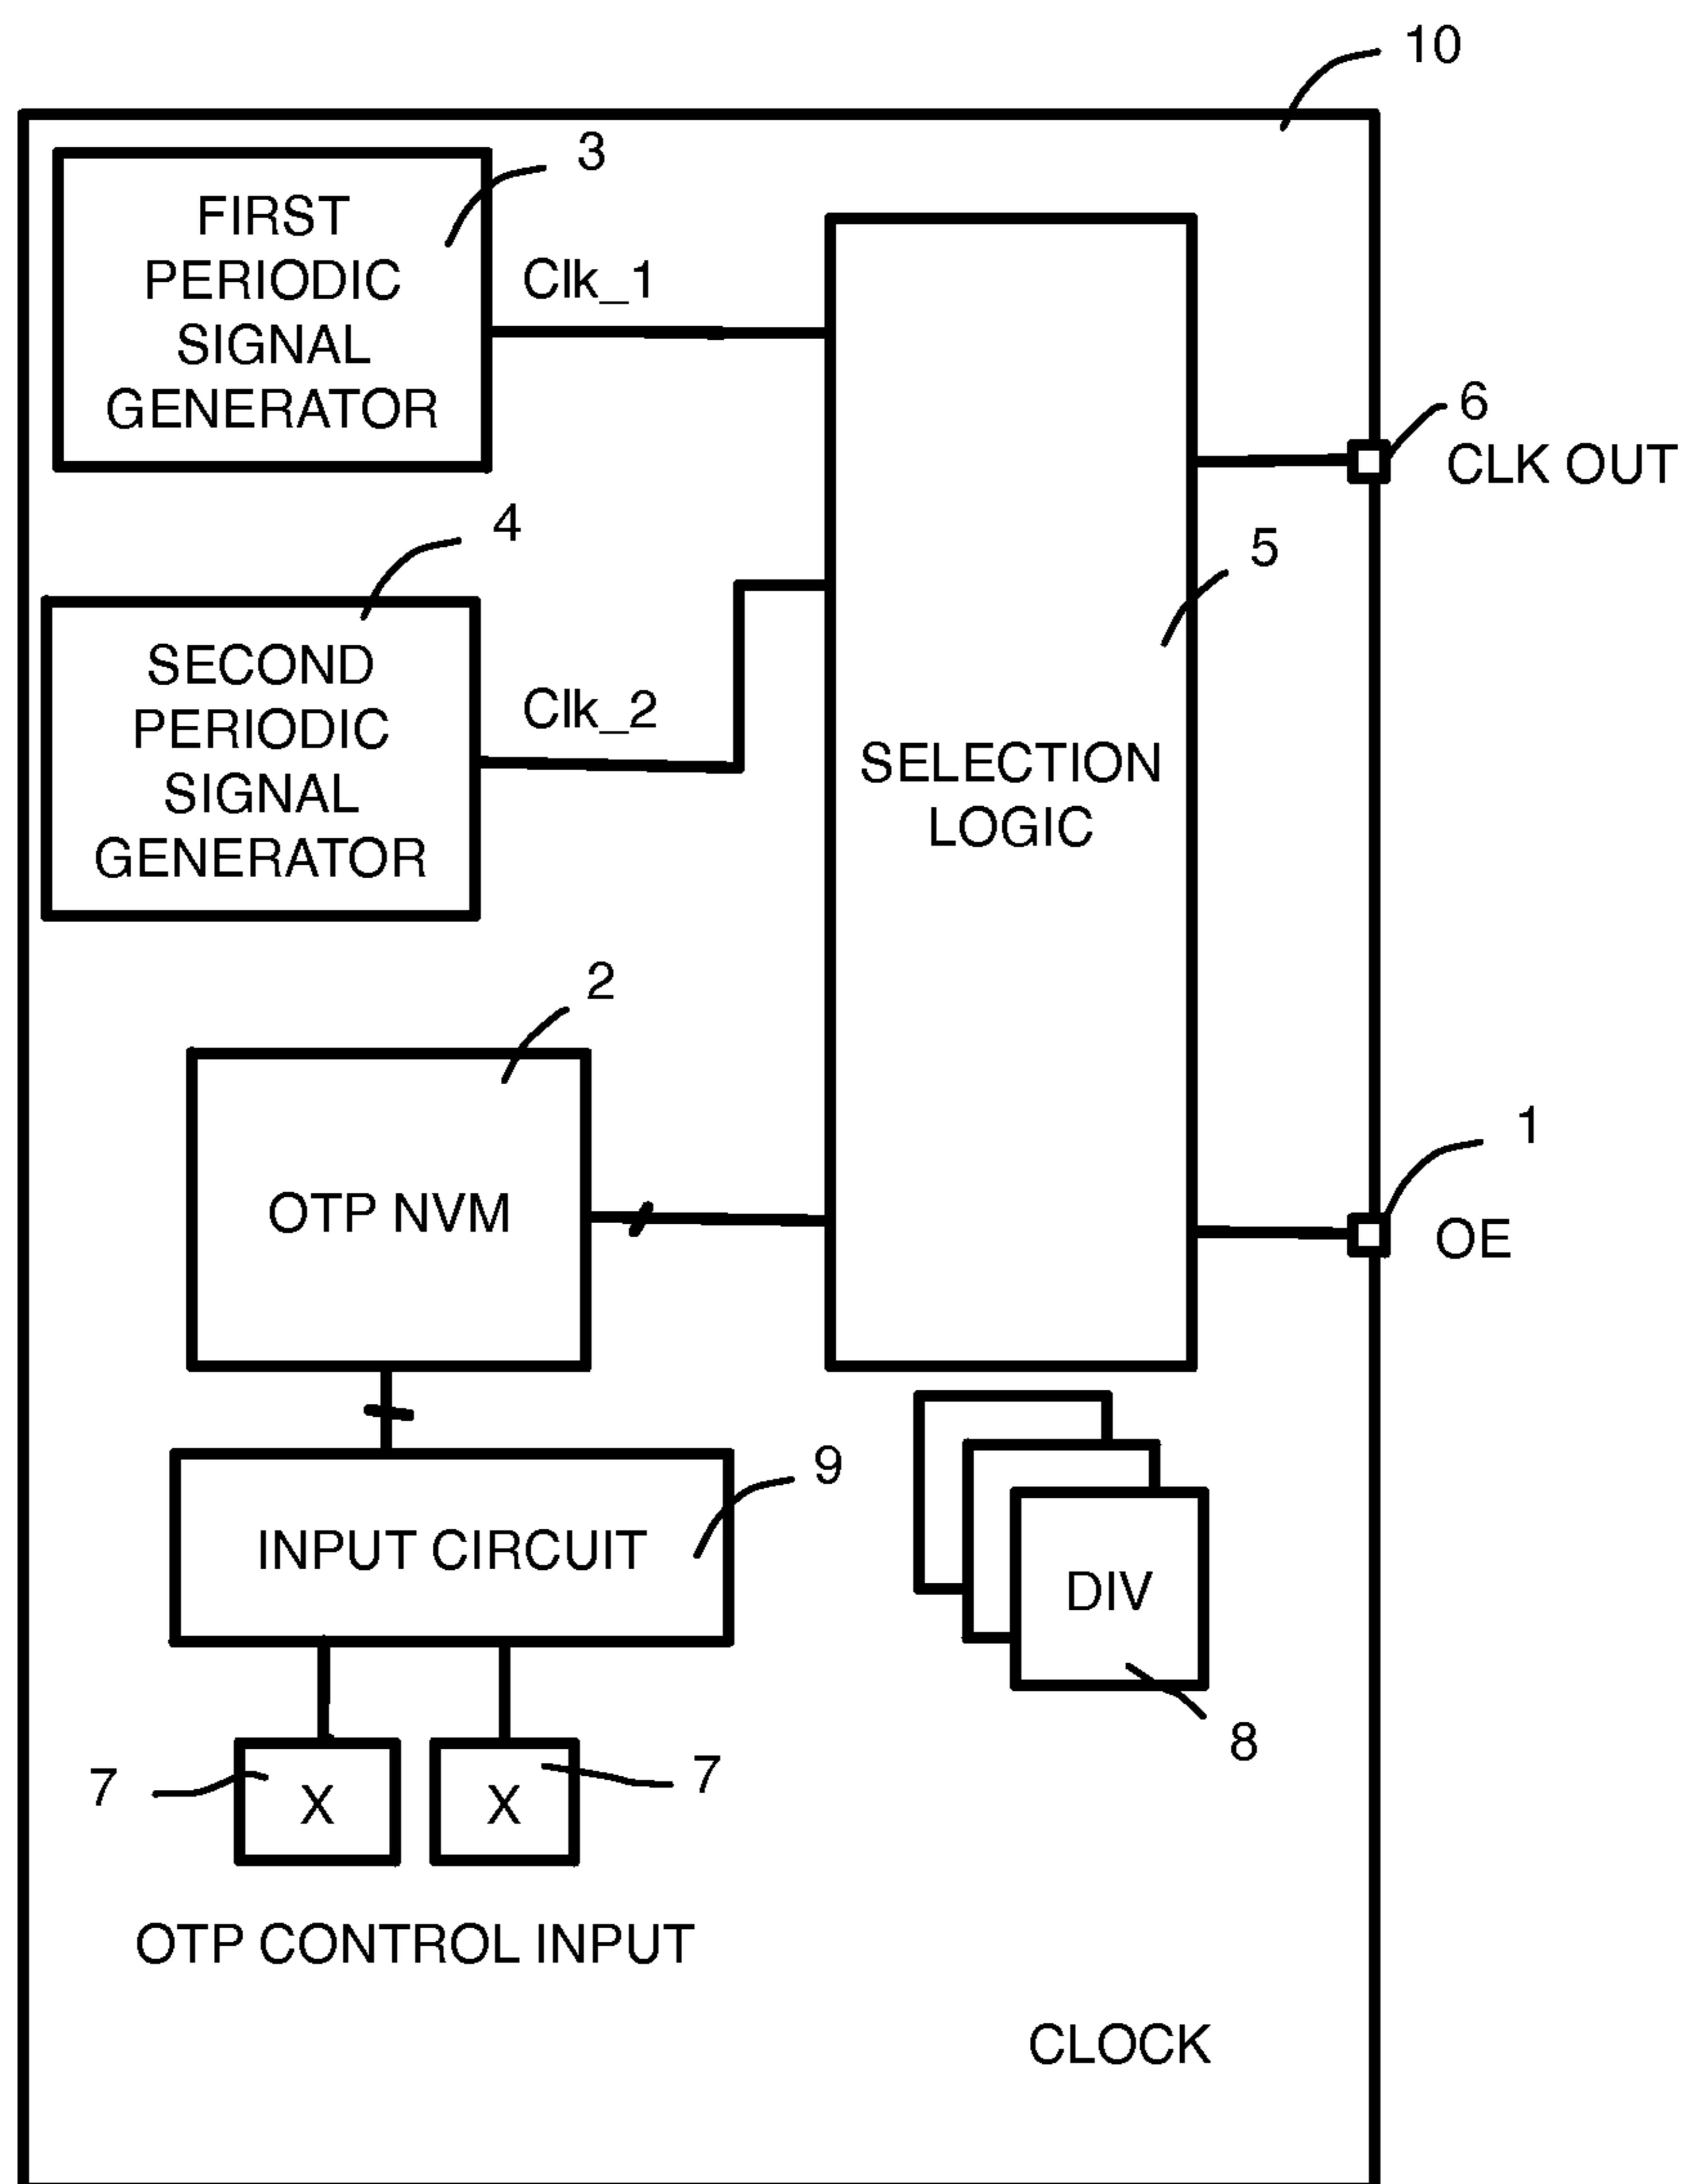 10
3
FIRST
PERIODIC
SIGNAL
GENERATOR
Clk_1
6
CLK OUT
4
5
SECOND
PERIODIC
SIGNAL
GENERATOR
Clk_2
SELECTION
LOGIC
2
1
OTP NVM
OE
9
INPUT CIRCUIT
DIV
8
7
7
X
X
OTP CONTROL INPUT
CLOCK